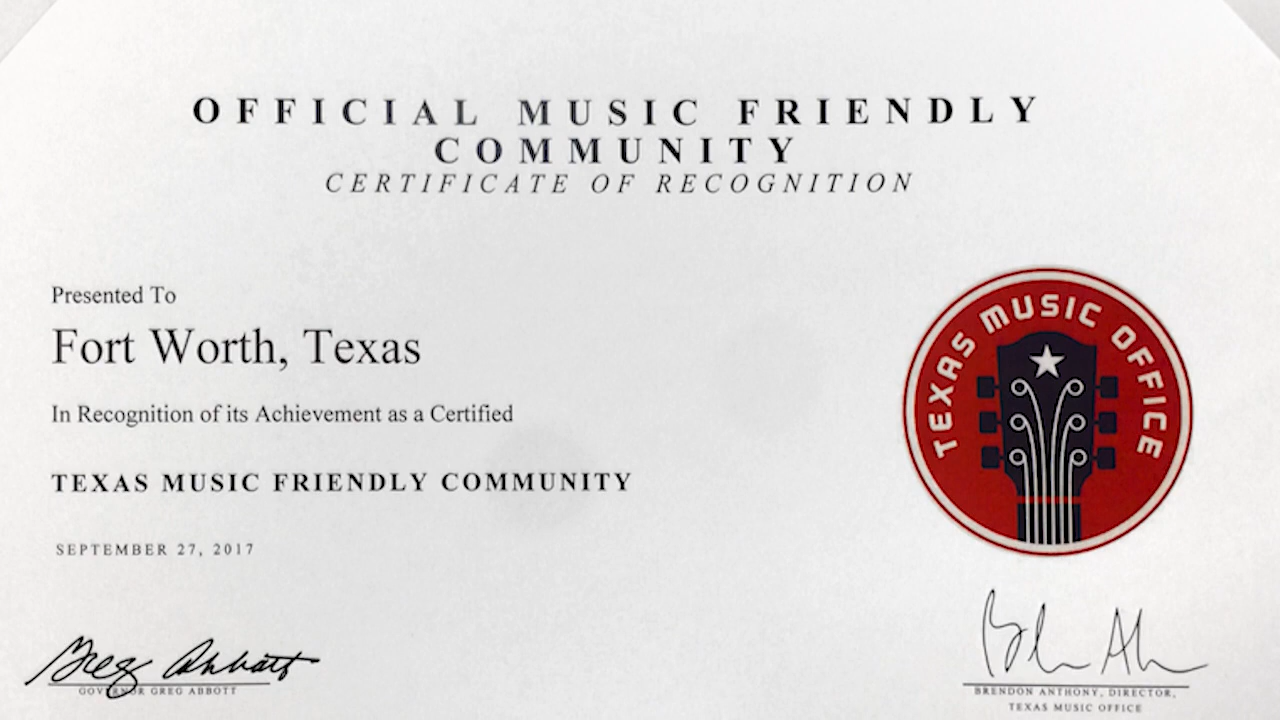 OFFICIAL MUSIC FRIENDLY
COMMUNITY
CERTIFICATE OF RECOGNITION
Presented To
Fort Worth, Texas
In Recognition of its Achievement as a Certified
TEXAS MUSIC FRIENDLY COMMUNITY
SEPTEMBER 27, 2017
TEXAS MUSIC OFFICE
Greg Abbott
GOVERNOR GREG ABBOTT
BRENDON ANTHONY, DIRECTOR,
TEXAS MUSIC OFFICE